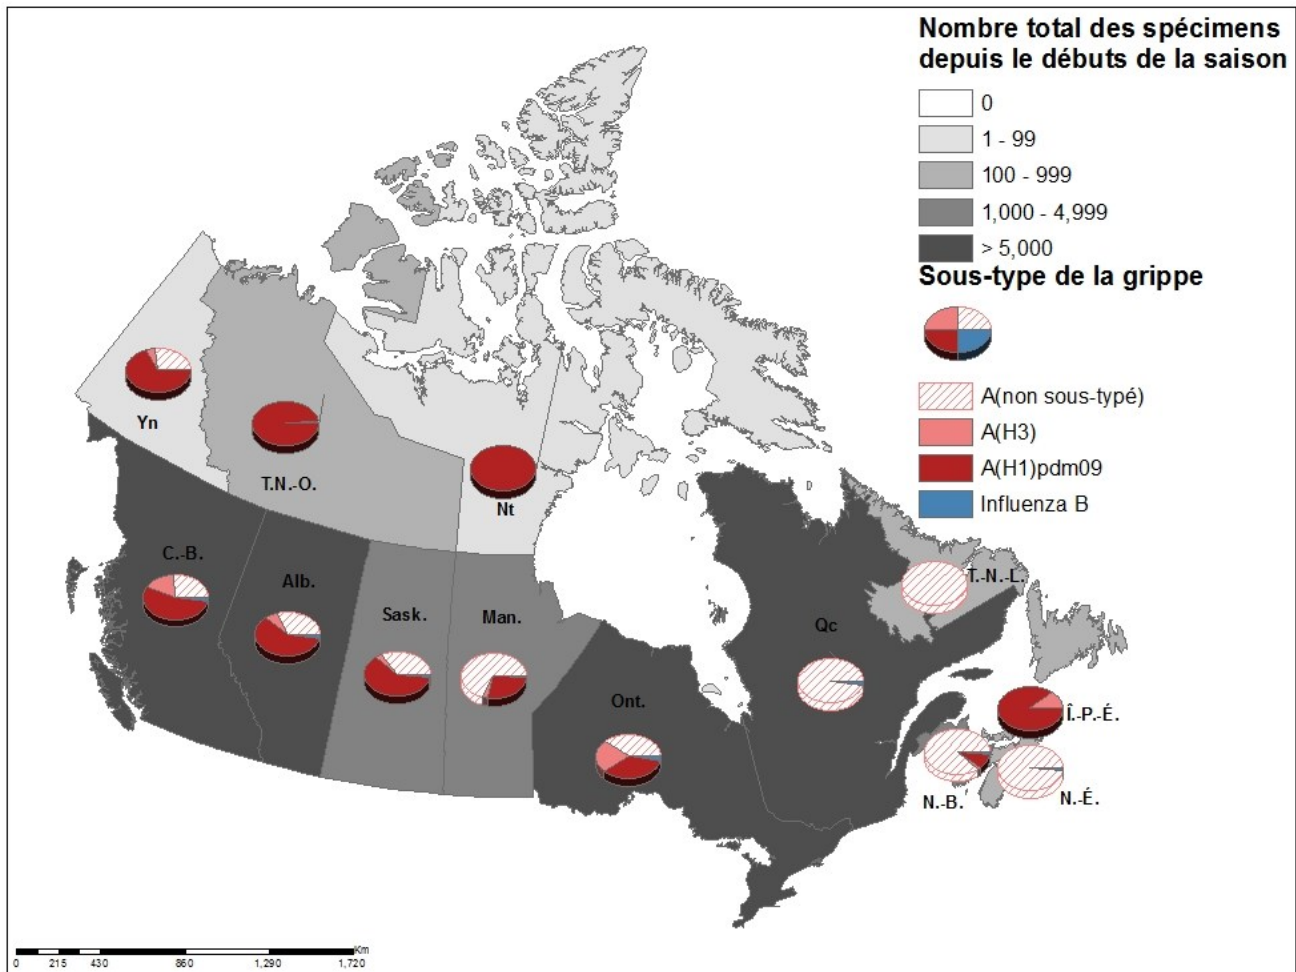 Nombre total des spécimens
depuis le débuts de la saison
0
1 - 99
100 - 999
1,000 - 4,999
> 5,000
Sous-type de la grippe
A(non sous-typé)
A(H3)
A(H1)pdm09
Influenza B
Yn
T.N.-O.
Nt
C.-B.
Alb.
Sask.
Man.
Ont.
Qc
T.-N.-L.
Î.-P.-É.
N.-B.
N.-É.
Km
0 215 430 860 1,290 1,720